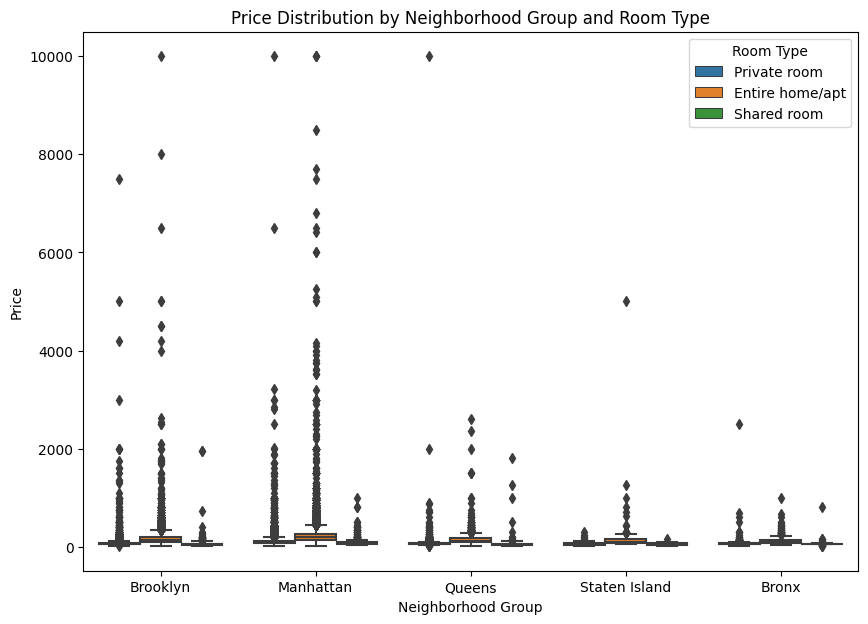 Price Distribution by Neighborhood Group and Room Type
Room Type
Private room
Entire home/apt
Shared room
10000
8000
6000
4000
2000
0
Price
Brooklyn
Manhattan
Queens
Staten Island
Bronx
Neighborhood Group